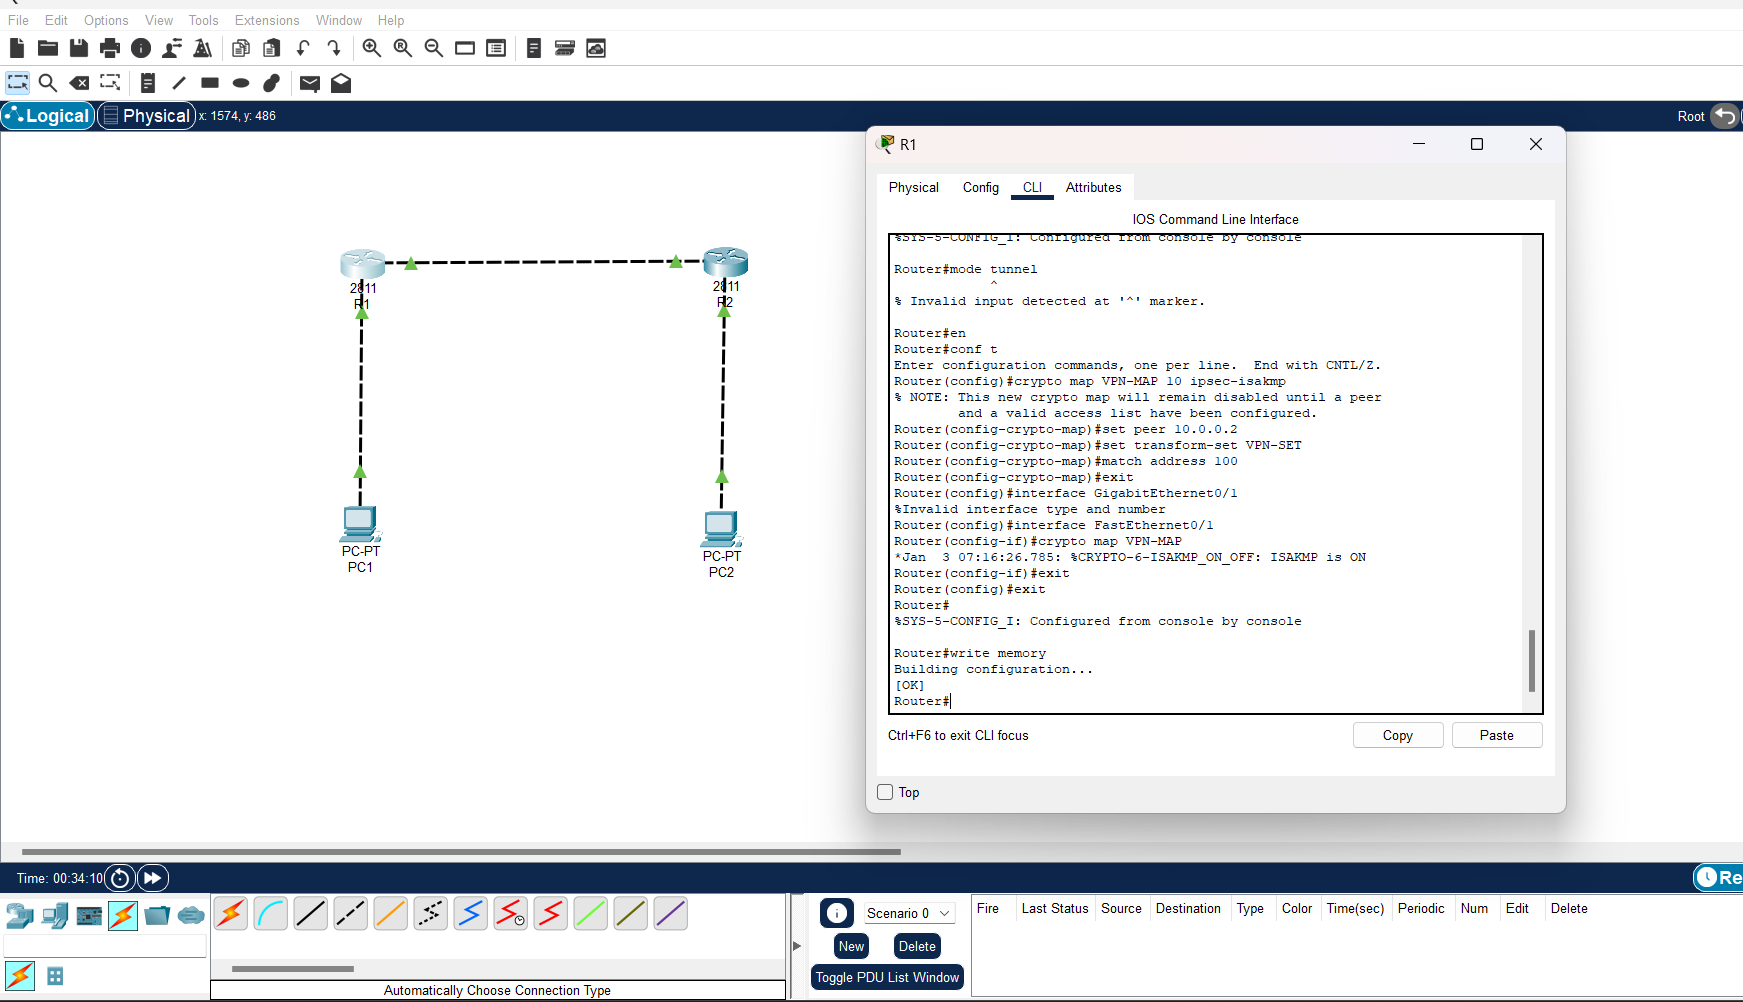 File Edit Options View Tools Extensions Window Help
Logical Physical x: 1574, y: 486 Root
R1
Physical Config CLI Attributes
IOS Command Line Interface
%SYS-5-CONFIG_I: Configured from console by console
Router#mode tunnel
^
% Invalid input detected at '^' marker.
Router#en
Router#conf t
Enter configuration commands, one per line. End with CNTL/Z.
Router(config)#crypto map VPN-MAP 10 ipsec-isakmp
% NOTE: This new crypto map will remain disabled until a peer
and a valid access list have been configured.
Router(config-crypto-map)#set peer 10.0.0.2
Router(config-crypto-map)#set transform-set VPN-SET
Router(config-crypto-map)#match address 100
Router(config-crypto-map)#exit
Router(config)#interface GigabitEthernet0/1
%Invalid interface type and number
Router(config)#interface FastEthernet0/1
Router(config-if)#crypto map VPN-MAP
*Jan 3 07:16:26.785: %CRYPTO-6-ISAKMP_ON_OFF: ISAKMP is ON
Router(config-if)#exit
Router(config)#exit
Router#
%SYS-5-CONFIG_I: Configured from console by console
Router#write memory
Building configuration...
[OK]
Router#
Ctrl+F6 to exit CLI focus
Copy Paste
Top
2811
R1
2811
R2
PC-PT
PC1
PC-PT
PC2
Time: 00:34:10
Re
Scenario 0
New Delete
Toggle PDU List Window
Fire Last Status Source Destination Type Color Time(sec) Periodic Num Edit Delete
Automatically Choose Connection Type